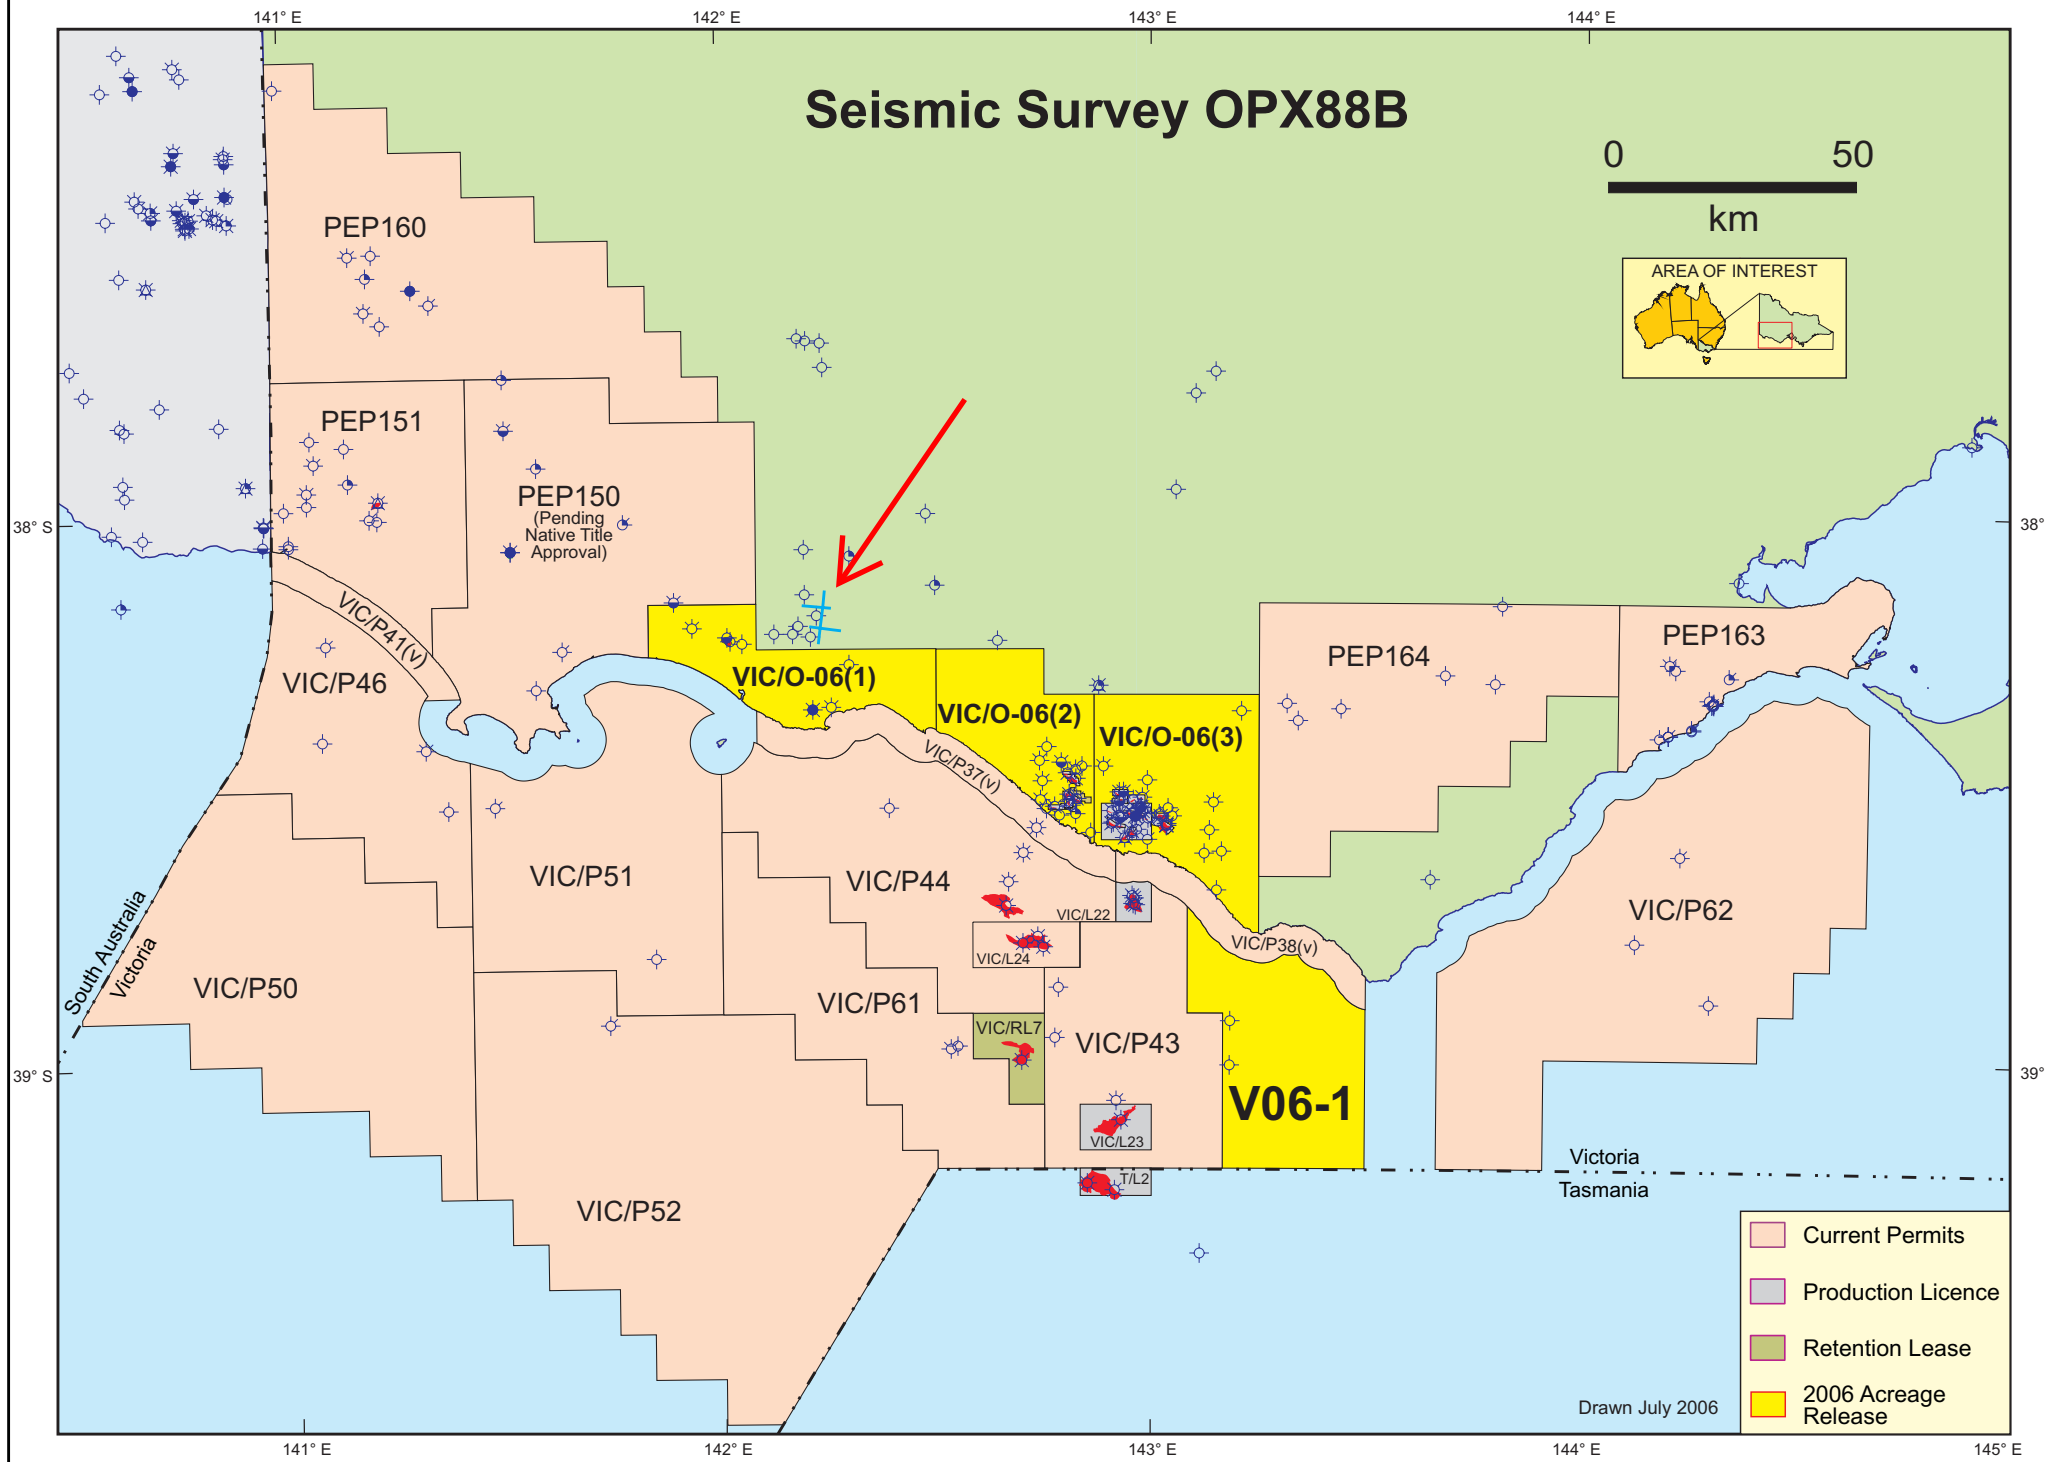 141° E
142° E
143° E
144° E
Seismic Survey OPX88B
0
50
km
AREA OF INTEREST
PEP160
PEP151
PEP150
(Pending
Native Title
Approval)
38° S
38°
VIC/P41(v)
VIC/P46
PEP164
PEP163
VIC/O-06(1)
VIC/O-06(2)
VIC/O-06(3)
VIC/P37(v)
VIC/P51
VIC/P44
VIC/L22
VIC/P62
VIC/P38(v)
VIC/L24
South Australia
Victoria
VIC/P50
VIC/P61
VIC/RL7
VIC/P43
39° S
39°
V06-1
VIC/L23
T/L2
Victoria
Tasmania
VIC/P52
Current Permits
Production Licence
Retention Lease
2006 Acreage
Release
Drawn July 2006
141° E
142° E
143° E
144° E
145° E